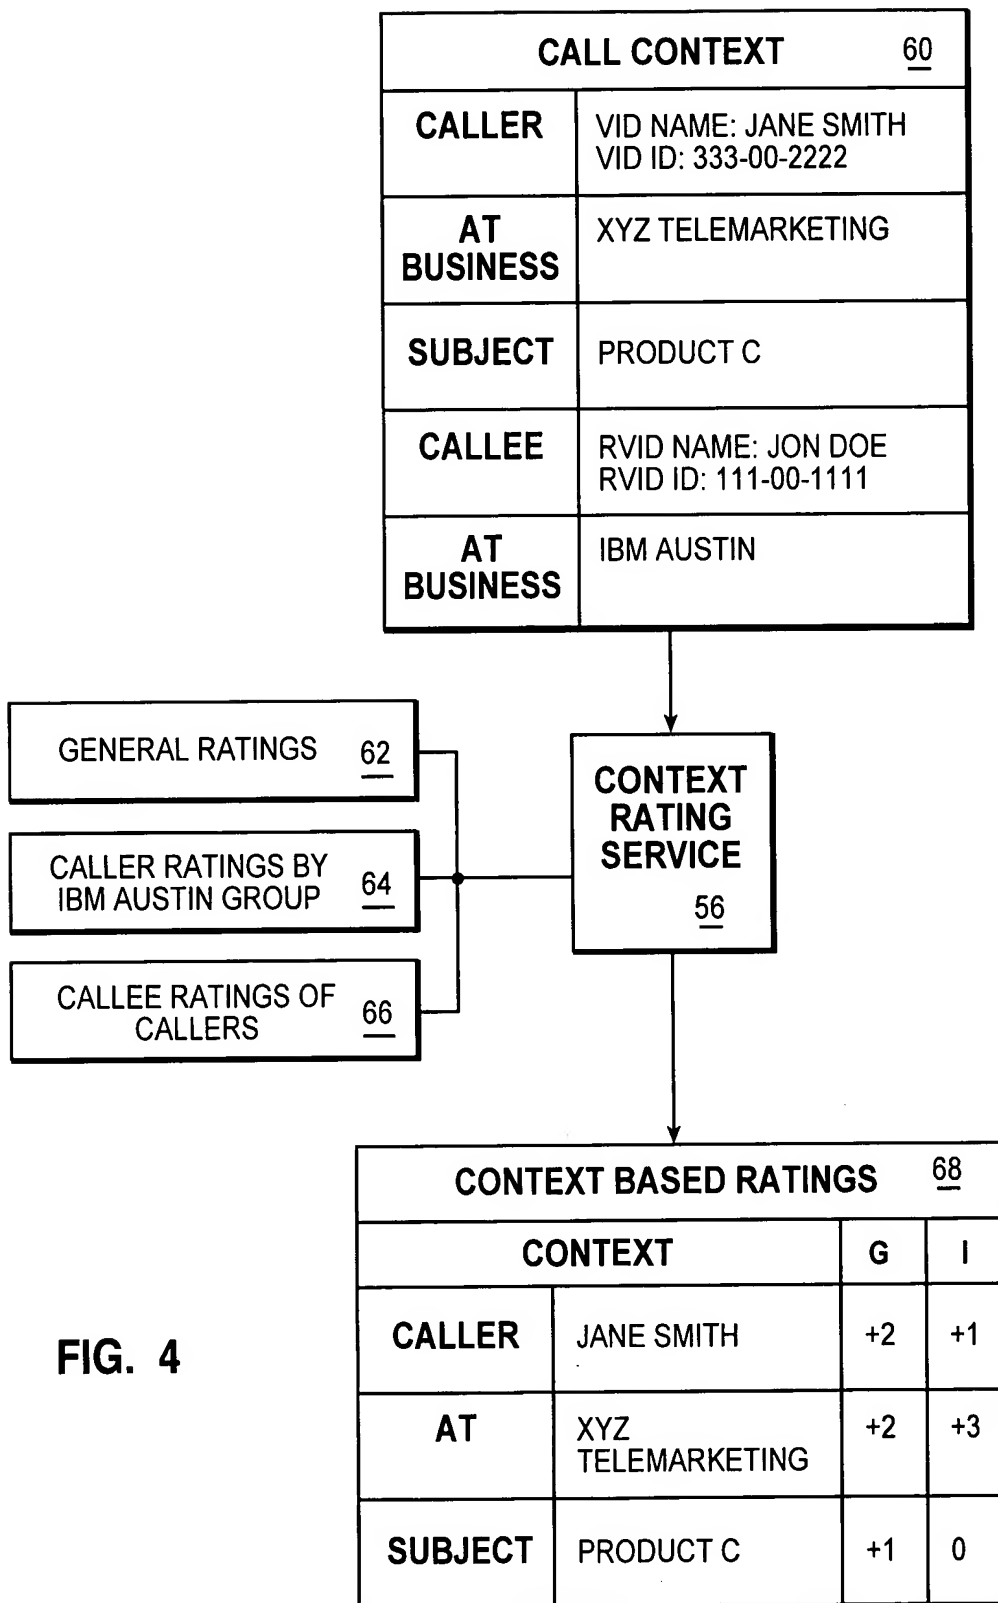 CALL CONTEXT 60
CALLER VID NAME: JANE SMITH
VID ID: 333-00-2222
AT
BUSINESS
XYZ TELEMARKETING
SUBJECT PRODUCT C
CALLEE RVID NAME: JON DOE
RVID ID: 111-00-1111
AT
BUSINESS
IBM AUSTIN
GENERAL RATINGS 62
CALLER RATINGS BY
IBM AUSTIN GROUP 64
CALLEE RATINGS OF
CALLERS 66
CONTEXT
RATING
SERVICE
56
CONTEXT BASED RATINGS 68
CONTEXT G I
CALLER JANE SMITH +2 +1
AT XYZ
TELEMARKETING +2 +3
SUBJECT PRODUCT C +1 0
FIG. 4